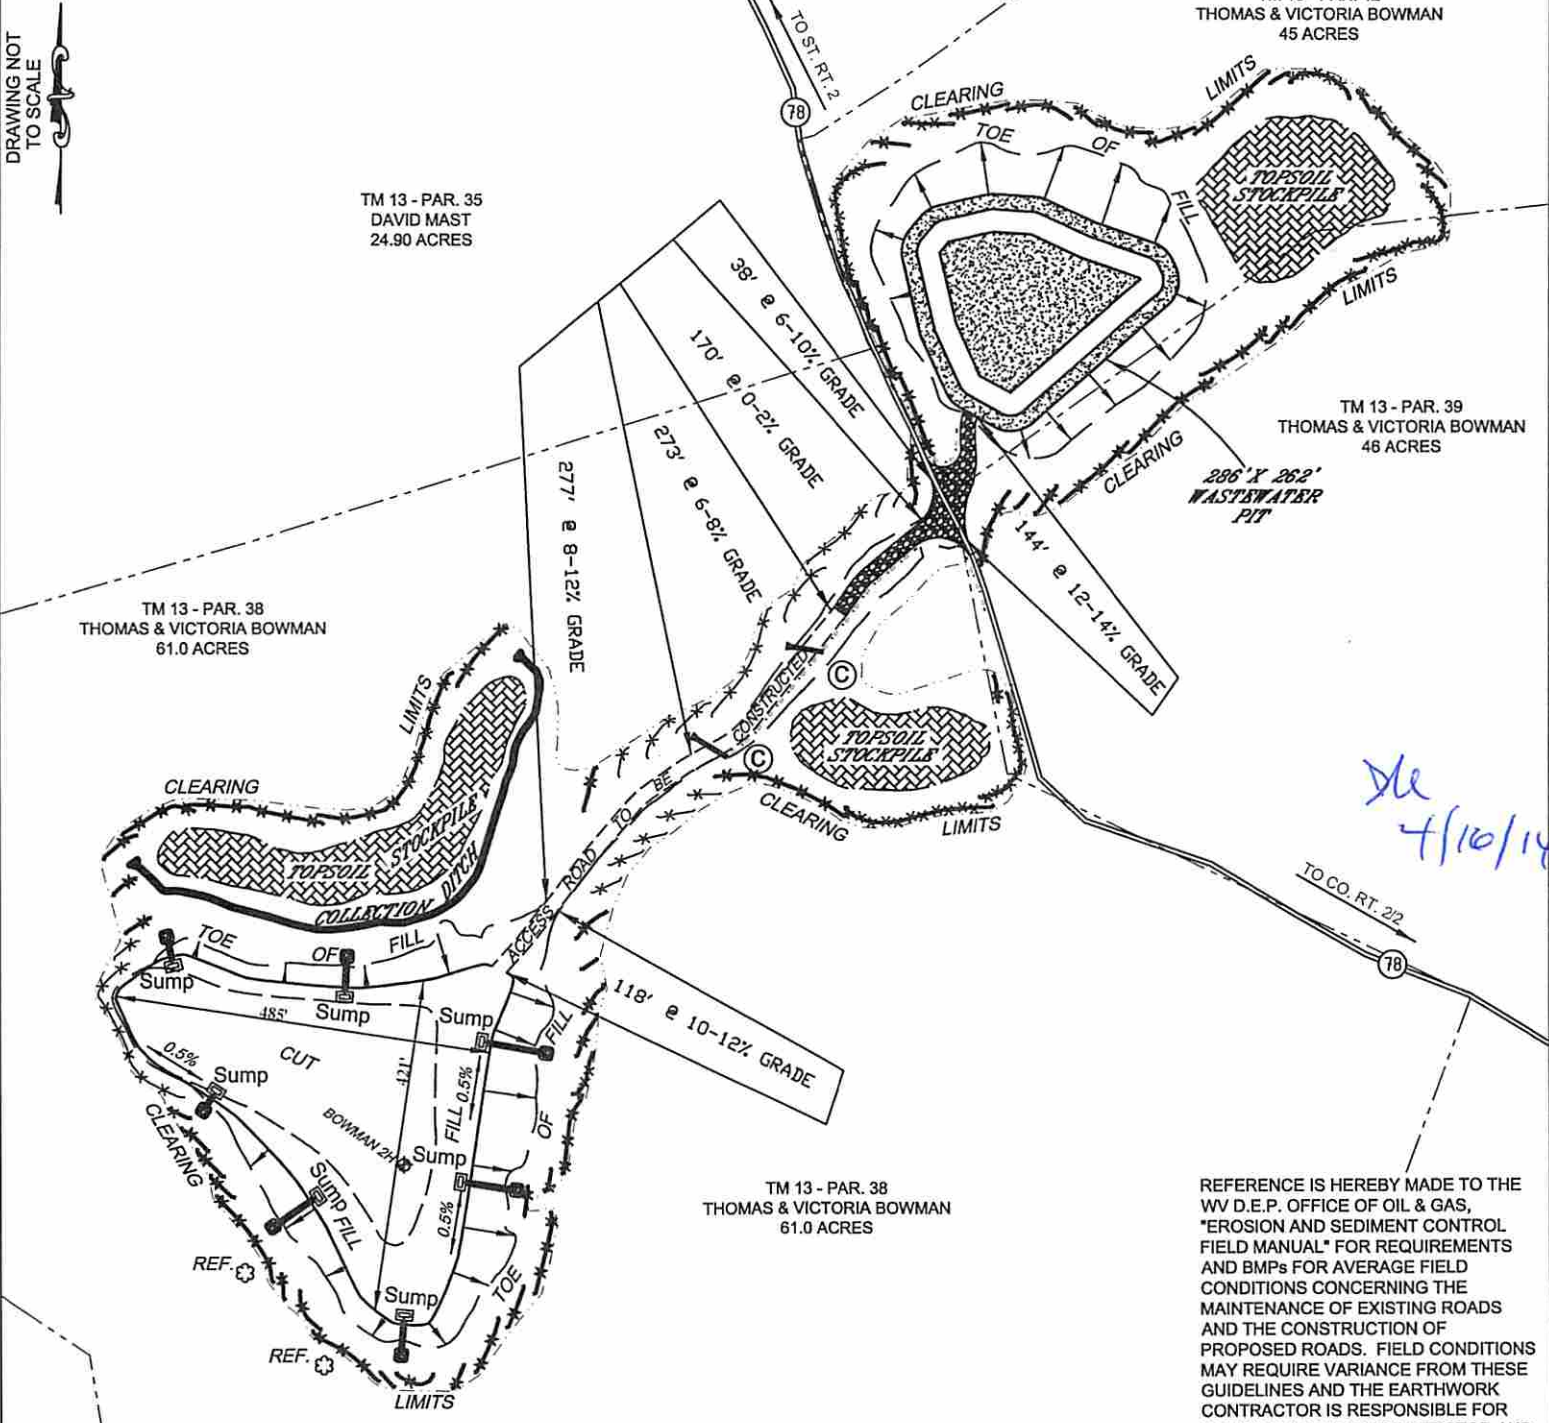 DRAWING NOT
TO SCALE
TO ST. RT. 2
78
THOMAS & VICTORIA BOWMAN
45 ACRES
CLEARING
LIMITS
TOE
OF
FILL
TOPSOIL
STOCKPILE
LIMITS
CLEARING
TM 13 - PAR. 35
DAVID MAST
24.90 ACRES
38' @ 6-10% GRADE
170' @ 0-2% GRADE
273' @ 6-8% GRADE
277' @ 8-12% GRADE
144' @ 12-14% GRADE
TM 13 - PAR. 39
THOMAS & VICTORIA BOWMAN
46 ACRES
286' X 262'
WASTEWATER
PIT
TM 13 - PAR. 38
THOMAS & VICTORIA BOWMAN
61.0 ACRES
C
C
TOPSOIL
STOCKPILE
CLEARING
LIMITS
ACCESS ROAD TO BE CONSTRUCTED
LIMITS
CLEARING
TOPSOIL
STOCKPILE
COLLECTION DITCH
4/16/14
TO CO. RT. 2/2
78
TOE
OF
FILL
Sump
Sump
Sump
485'
118' @ 10-12% GRADE
FILL
OF
TOE
CUT
0.5%
Sump
421'
0.5%
FILL
BOWMAN 2H
Sump
0.5%
CLEARING
Sump
FILL
REF.
Sump
REF.
LIMITS
TM 13 - PAR. 38
THOMAS & VICTORIA BOWMAN
61.0 ACRES
REFERENCE IS HEREBY MADE TO THE
WV D.E.P. OFFICE OF OIL & GAS,
"EROSION AND SEDIMENT CONTROL
FIELD MANUAL" FOR REQUIREMENTS
AND BMPs FOR AVERAGE FIELD
CONDITIONS CONCERNING THE
MAINTENANCE OF EXISTING ROADS
AND THE CONSTRUCTION OF
PROPOSED ROADS. FIELD CONDITIONS
MAY REQUIRE VARIANCE FROM THESE
GUIDELINES AND THE EARTHWORK
CONTRACTOR IS RESPONSIBLE FOR